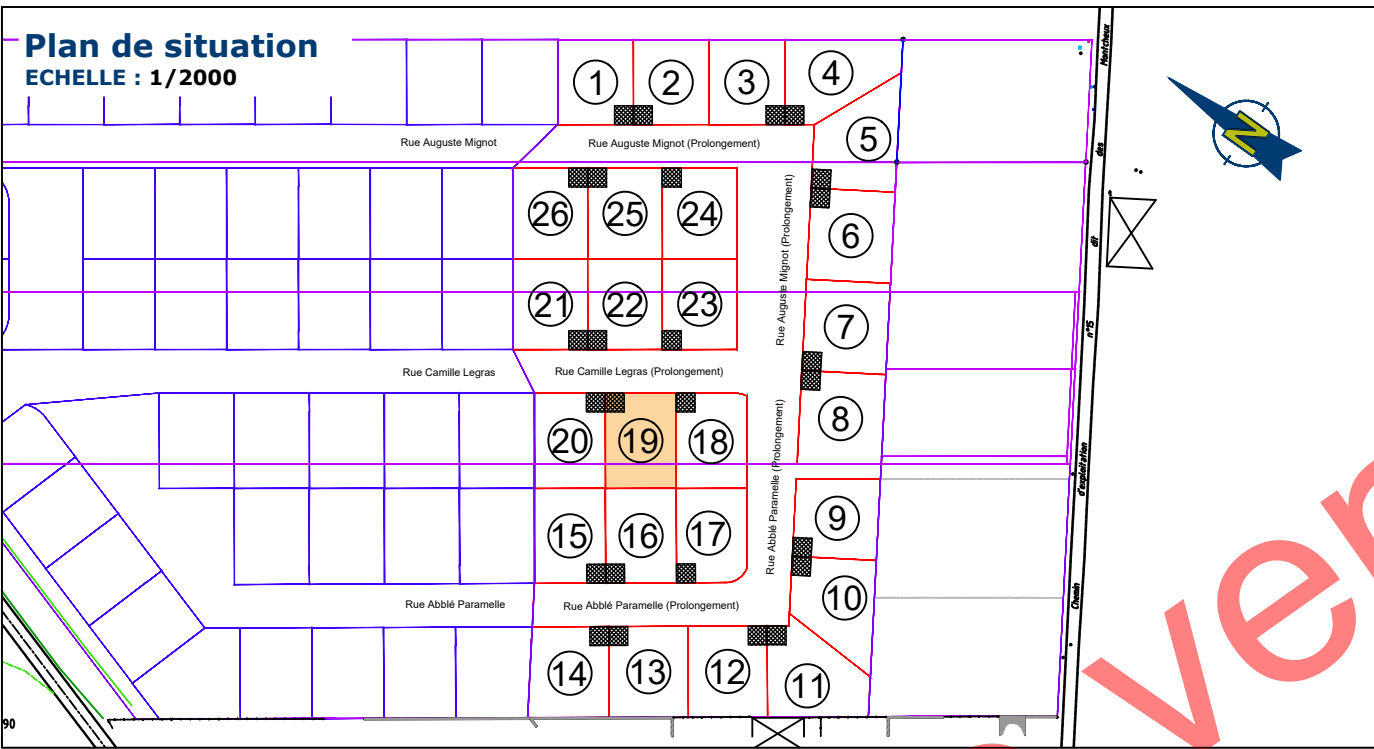 Plan de situation
ECHELLE : 1/2000
1 2 3 4
5
Rue Auguste Mignot
Rue Auguste Mignot (Prolongement)
26 25 24
Rue Auguste Mignot (Prolongement)
6
21 22 23
7
Rue Camille Legras
Rue Camille Legras (Prolongement)
20 19 18
8
Rue Abblé Paramelle (Prolongement)
15 16 17
9
10
Rue Abblé Paramelle
Rue Abblé Paramelle (Prolongement)
14 13 12 11
90
Chemin d'exploitation n°15 dit des Montcheux
N
ver